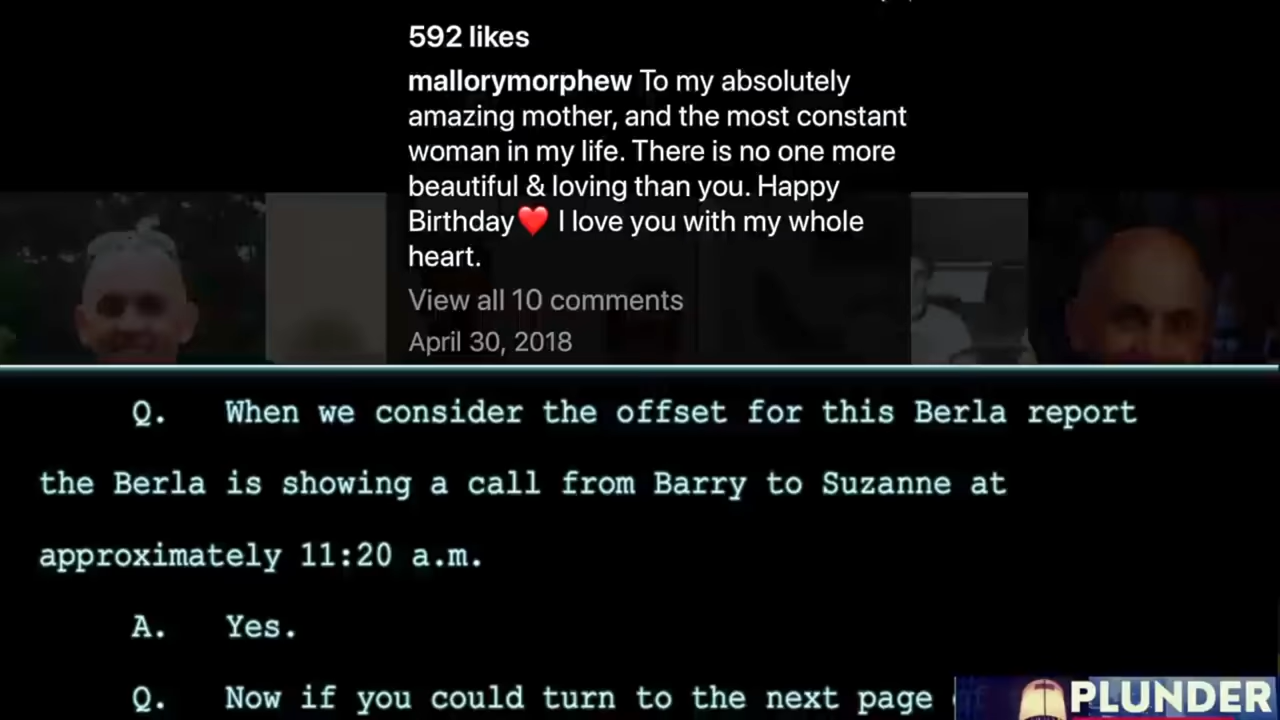 592 likes
mallorymorphew To my absolutely
amazing mother, and the most constant
woman in my life. There is no one more
beautiful & loving than you. Happy
Birthday❤️ I love you with my whole
heart.
View all 10 comments
April 30, 2018
Q. When we consider the offset for this Berla report
the Berla is showing a call from Barry to Suzanne at
approximately 11:20 a.m.
A. Yes.
Q. Now if you could turn to the next page
PLUNDER